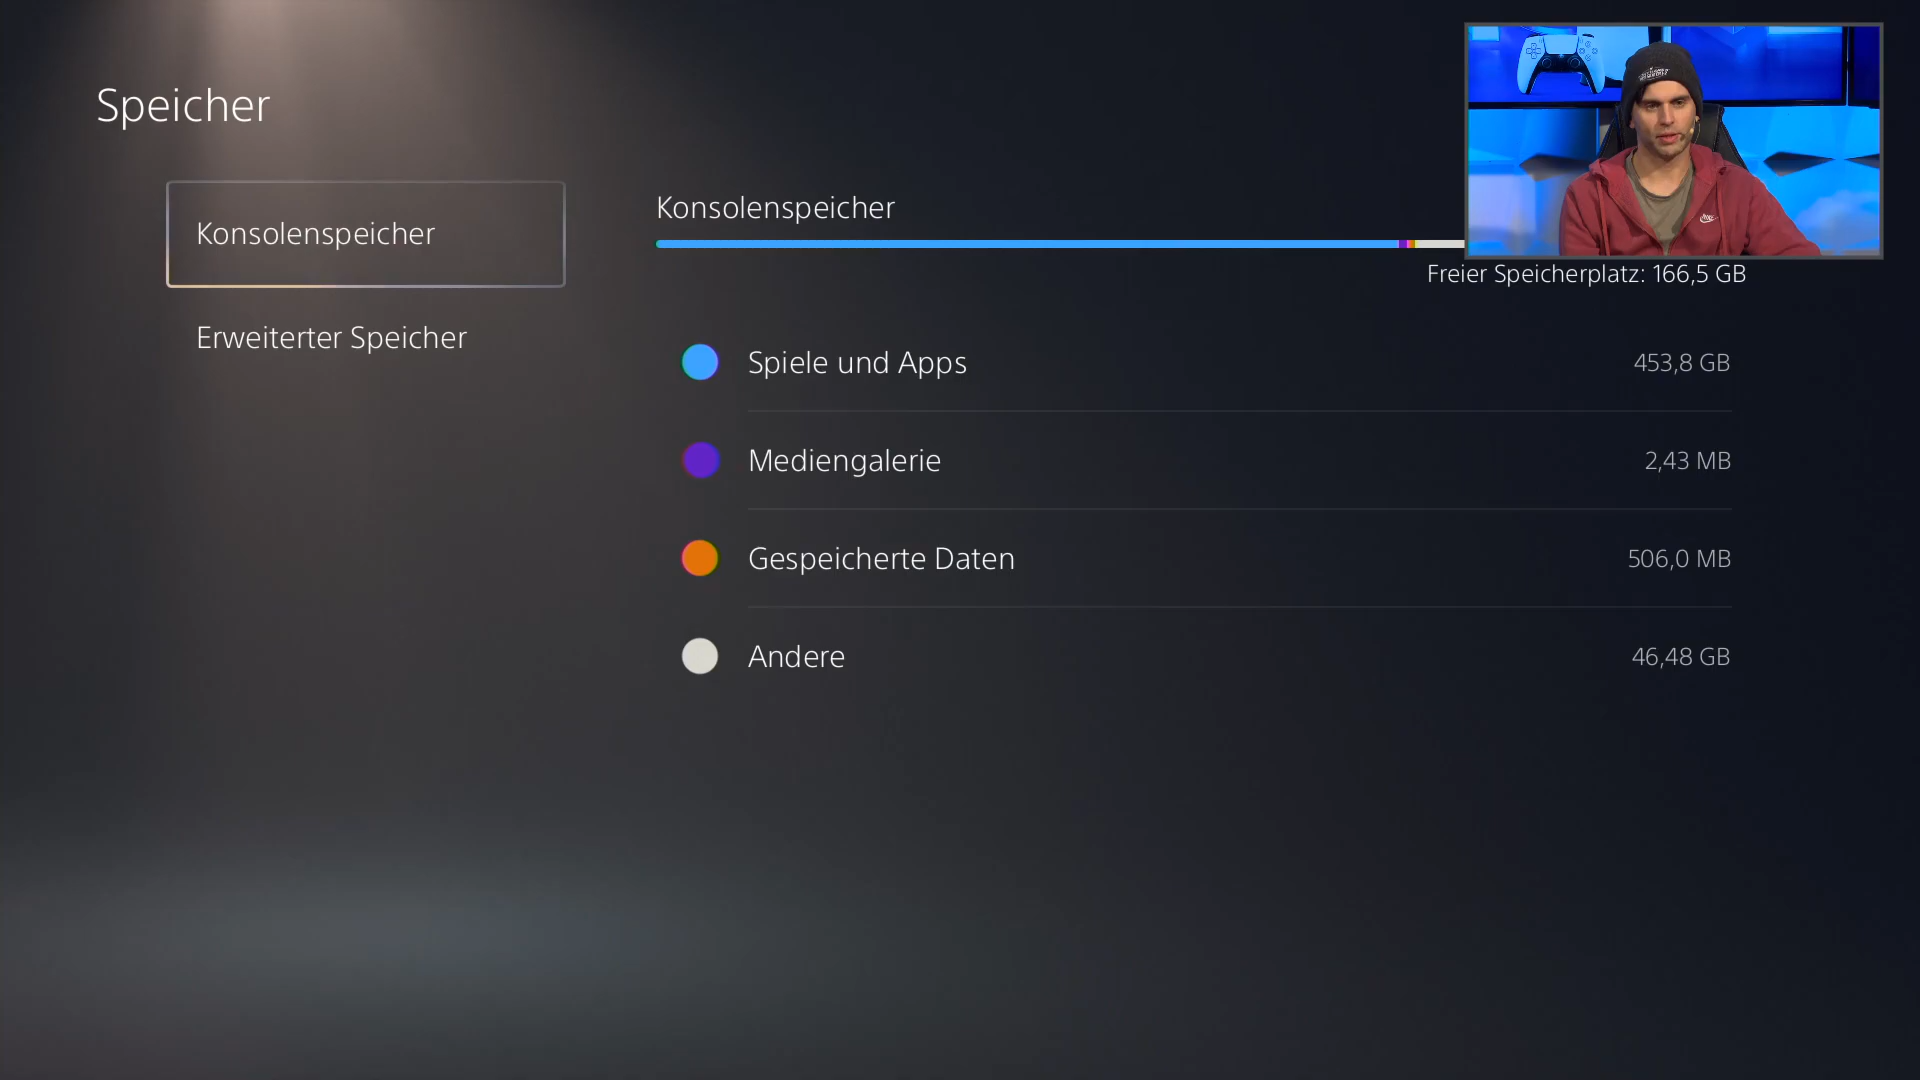 Speicher
Konsolenspeicher
Erweiterter Speicher
Konsolenspeicher
Freier Speicherplatz: 166,5 GB
Spiele und Apps 453,8 GB
Mediengalerie 2,43 MB
Gespeicherte Daten 506,0 MB
Andere 46,48 GB